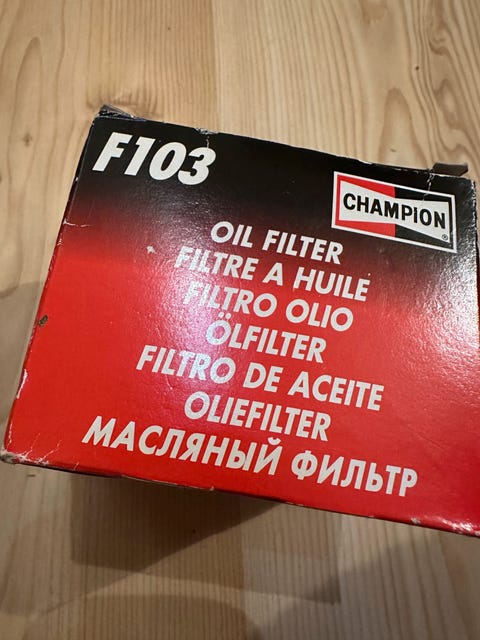 F103
CHAMPION
®
OIL FILTER
FILTRE A HUILE
FILTRO OLIO
ÖLFILTER
FILTRO DE ACEITE
OLIEFILTER
МАСЛЯНЫЙ ФИЛЬТР